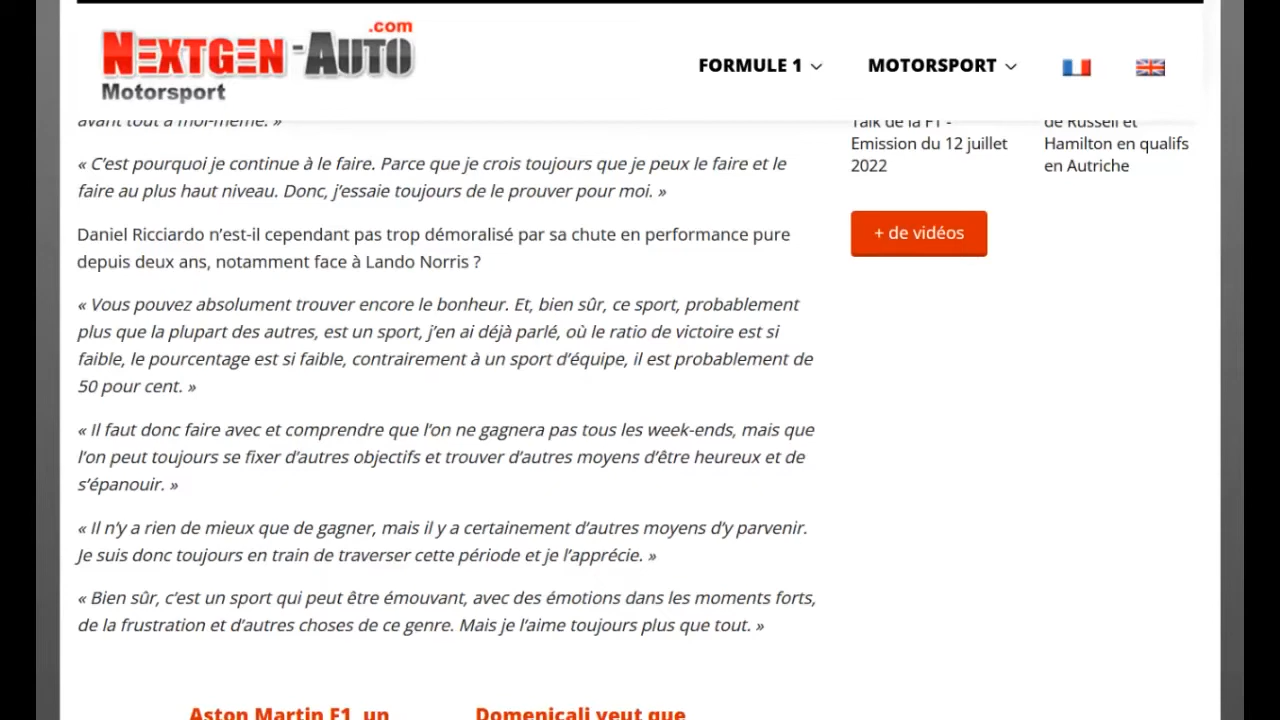 NEXTGEN-AUTO.com
Motorsport
FORMULE 1
MOTORSPORT
avant tout à moi-même. »
« C’est pourquoi je continue à le faire. Parce que je crois toujours que je peux le faire et le
faire au plus haut niveau. Donc, j’essaie toujours de le prouver pour moi. »
Daniel Ricciardo n’est-il cependant pas trop démoralisé par sa chute en performance pure
depuis deux ans, notamment face à Lando Norris ?
« Vous pouvez absolument trouver encore le bonheur. Et, bien sûr, ce sport, probablement
plus que la plupart des autres, est un sport, j’en ai déjà parlé, où le ratio de victoire est si
faible, le pourcentage est si faible, contrairement à un sport d’équipe, il est probablement de
50 pour cent. »
« Il faut donc faire avec et comprendre que l’on ne gagnera pas tous les week-ends, mais que
l’on peut toujours se fixer d’autres objectifs et trouver d’autres moyens d’être heureux et de
s’épanouir. »
« Il n’y a rien de mieux que de gagner, mais il y a certainement d’autres moyens d’y parvenir.
Je suis donc toujours en train de traverser cette période et je l’apprécie. »
« Bien sûr, c’est un sport qui peut être émouvant, avec des émotions dans les moments forts,
de la frustration et d’autres choses de ce genre. Mais je l’aime toujours plus que tout. »
Talk de la F1 -
Emission du 12 juillet
2022
de Russell et
Hamilton en qualifs
en Autriche
+ de vidéos
Aston Martin F1, un
Domenicali veut que